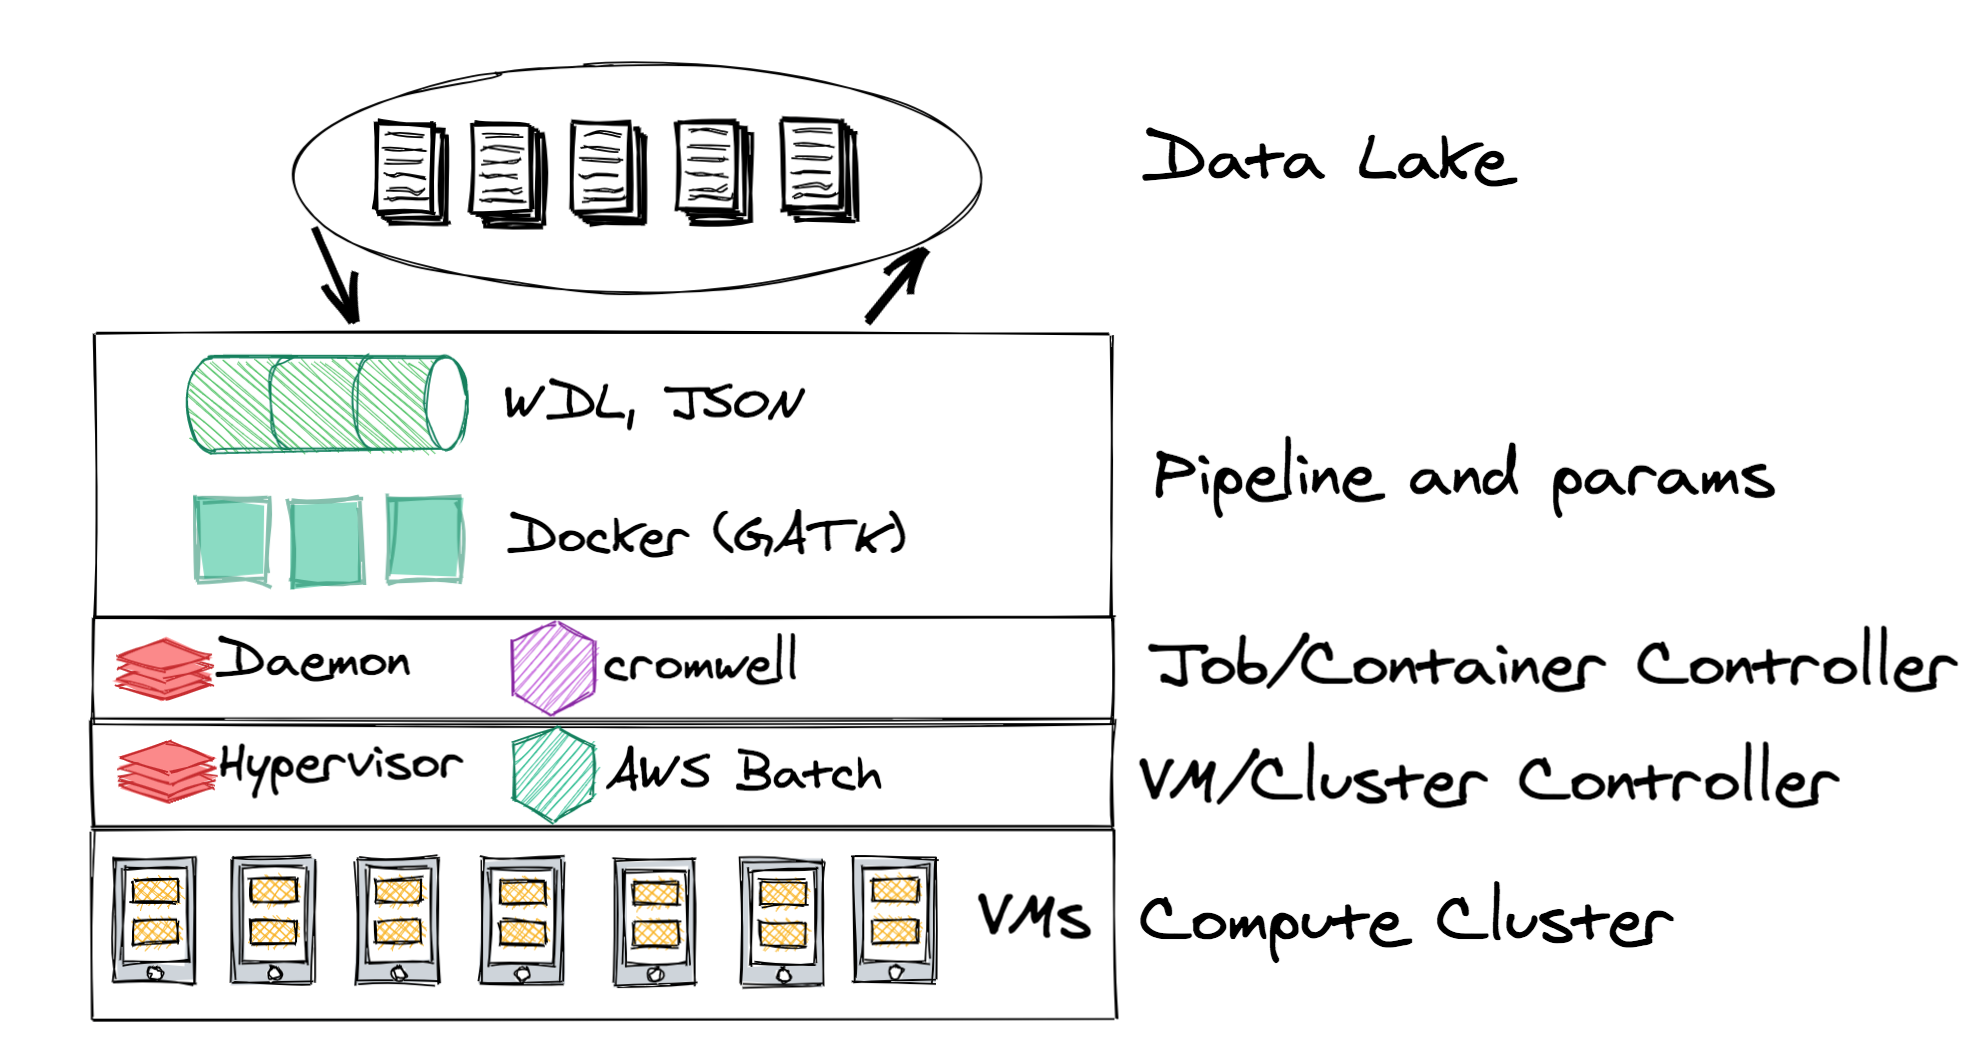 Data Lake
WDL, JSON
Docker (GATK)
Pipeline and params
Daemon
cromwell
Job/Container Controller
Hypervisor
AWS Batch
VM/Cluster Controller
VMs
Compute Cluster